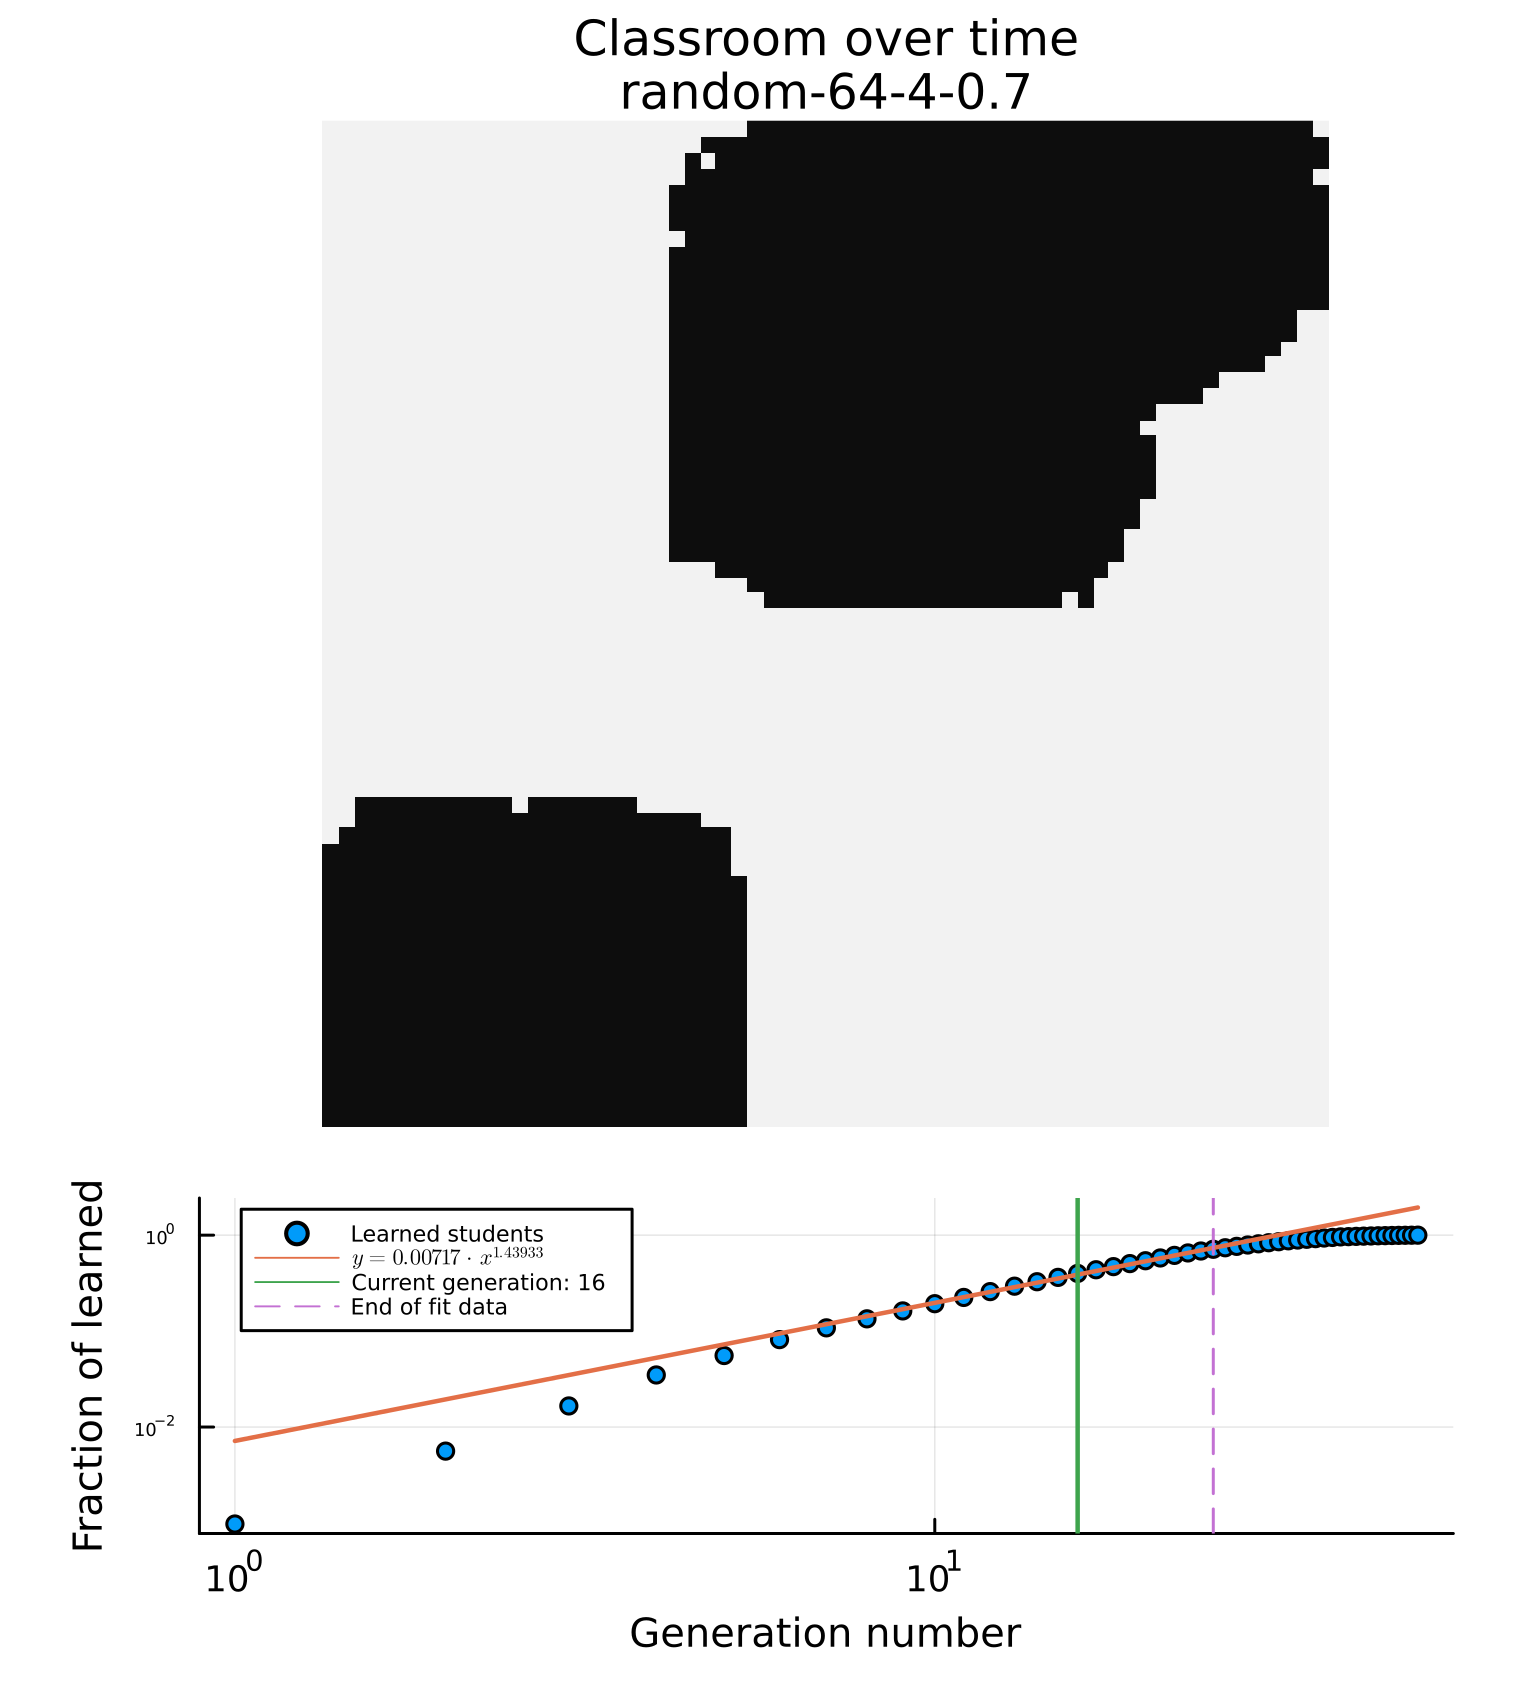 Classroom over time
random-64-4-0.7
Fraction of learned
10^0
10^-2
Learned students
y = 0.00717 · x^1.43933
Current generation: 16
End of fit data
10^0
10^1
Generation number